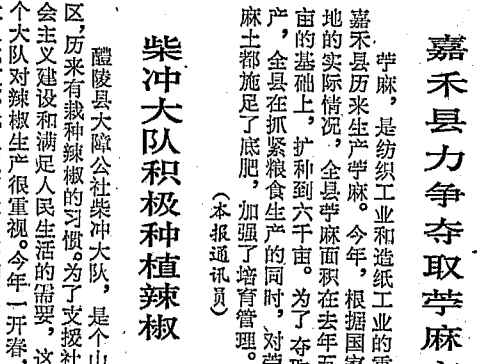 嘉禾县力争夺取苎麻
苎麻，是纺织工业和造纸工业的
嘉禾县历来生产苎麻。今年，根据国家
地的实际情况，全县苎麻面积在去年五
亩的基础上，扩种到六千亩。为了夺取
产，全县在抓紧粮食生产的同时，对苎
麻土都施足了底肥，加强了培育管理。
（本报通讯员）
柴冲大队积极种植辣椒
醴陵县大障公社柴冲大队，是个山
区，历来有栽种辣椒的习惯。为了支援社
会主义建设和满足人民生活的需要，这
个大队对辣椒生产很重视。今年一开春，